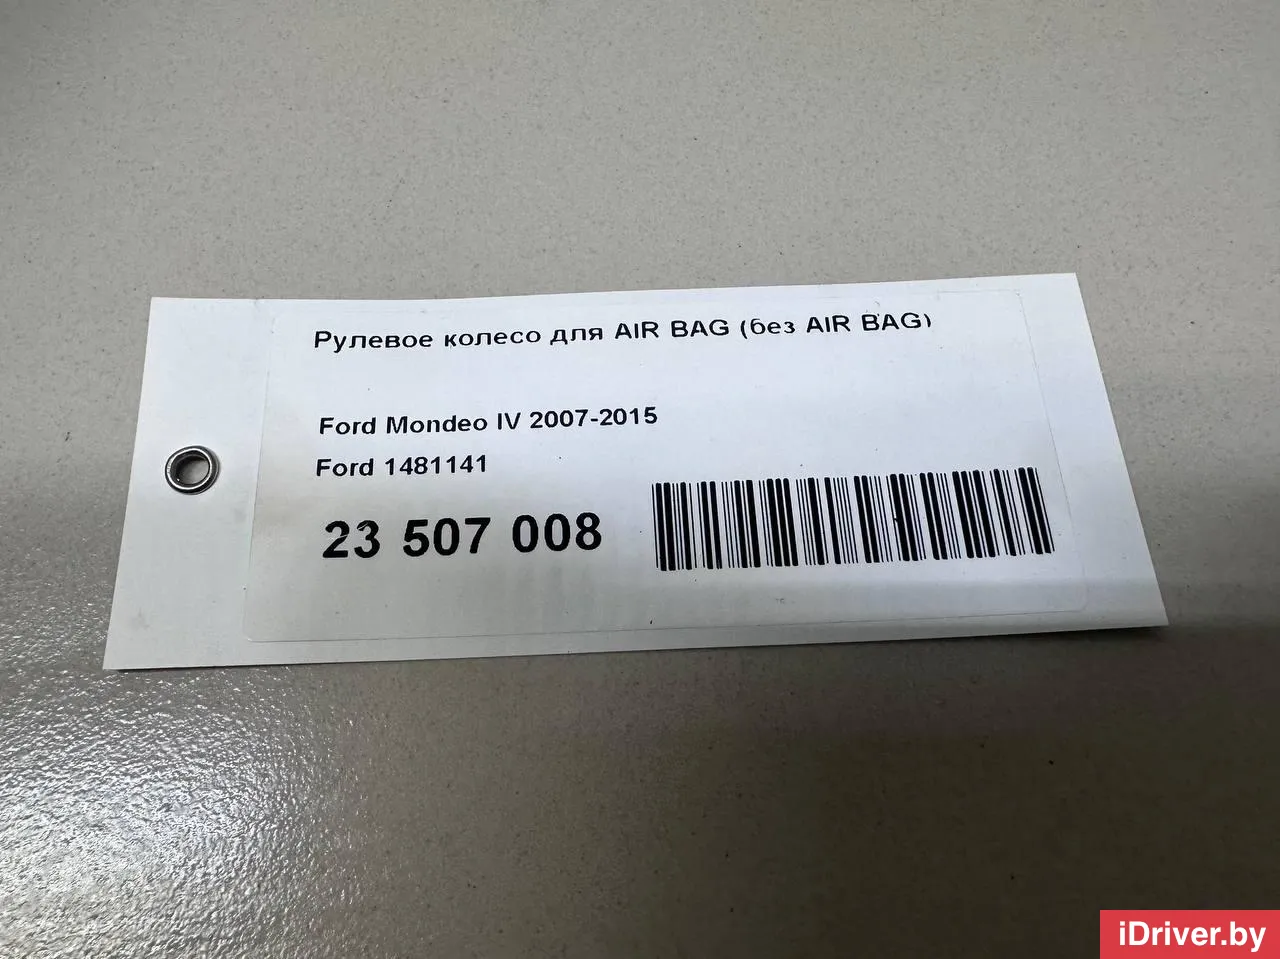 Рулевое колесо для AIR BAG (без AIR BAG)
Ford Mondeo IV 2007-2015
Ford 1481141
23 507 008
iDriver.by